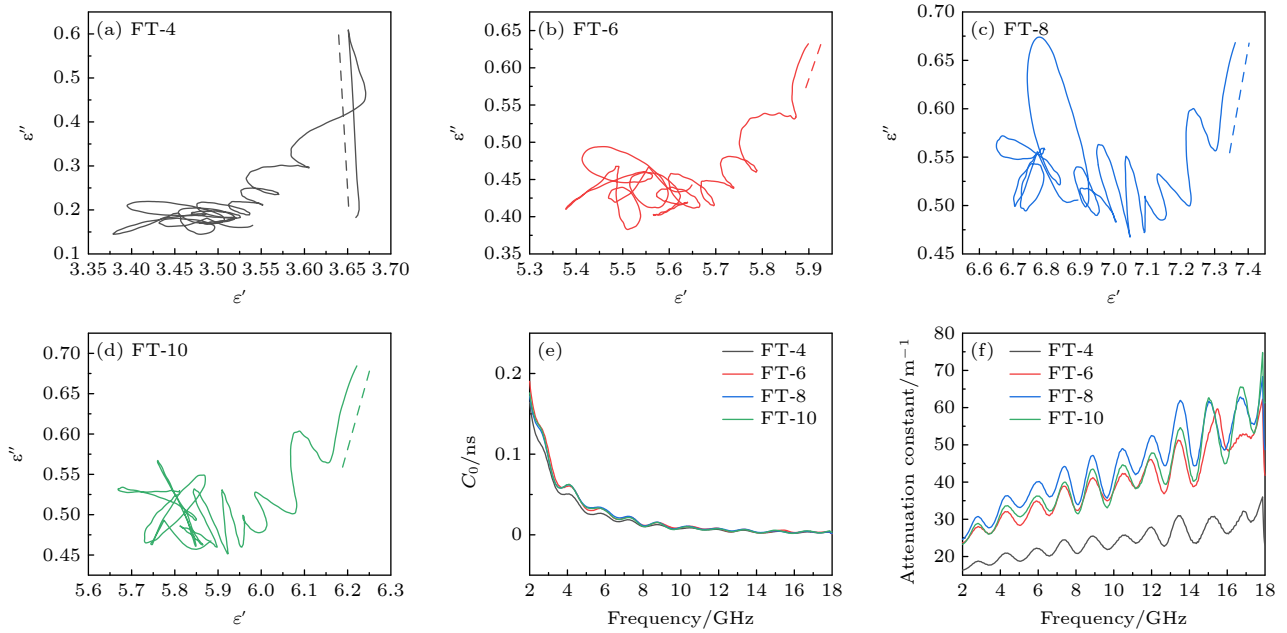 (a) FT-4
0.6
0.5
0.4
0.3
0.2
0.1
ε″
3.35 3.40 3.45 3.50 3.55 3.60 3.65 3.70
ε′
(b) FT-6
0.65
0.60
0.55
0.50
0.45
0.40
0.35
ε″
5.3 5.4 5.5 5.6 5.7 5.8 5.9
ε′
(c) FT-8
0.70
0.65
0.60
0.55
0.50
0.45
ε″
6.6 6.7 6.8 6.9 7.0 7.1 7.2 7.3 7.4
ε′
(d) FT-10
0.70
0.65
0.60
0.55
0.50
0.45
ε″
5.6 5.7 5.8 5.9 6.0 6.1 6.2 6.3
ε′
(e)
FT-4
FT-6
FT-8
FT-10
0.2
0.1
0
C₀/ns
2 4 6 8 10 12 14 16 18
Frequency/GHz
(f)
FT-4
FT-6
FT-8
FT-10
80
70
60
50
40
30
20
Attenuation constant/m⁻¹
2 4 6 8 10 12 14 16 18
Frequency/GHz